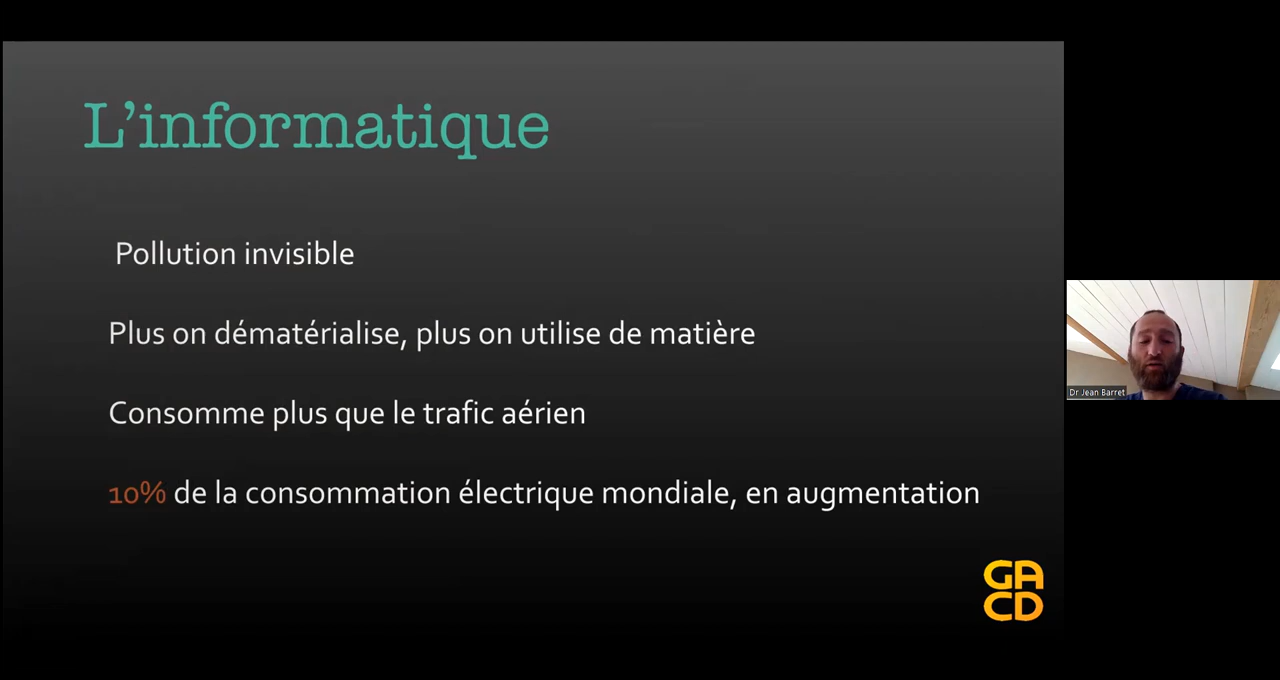 L'informatique
Pollution invisible
Plus on dématérialise, plus on utilise de matière
Consomme plus que le trafic aérien
10% de la consommation électrique mondiale, en augmentation
GA
CD
Dr Jean Barret